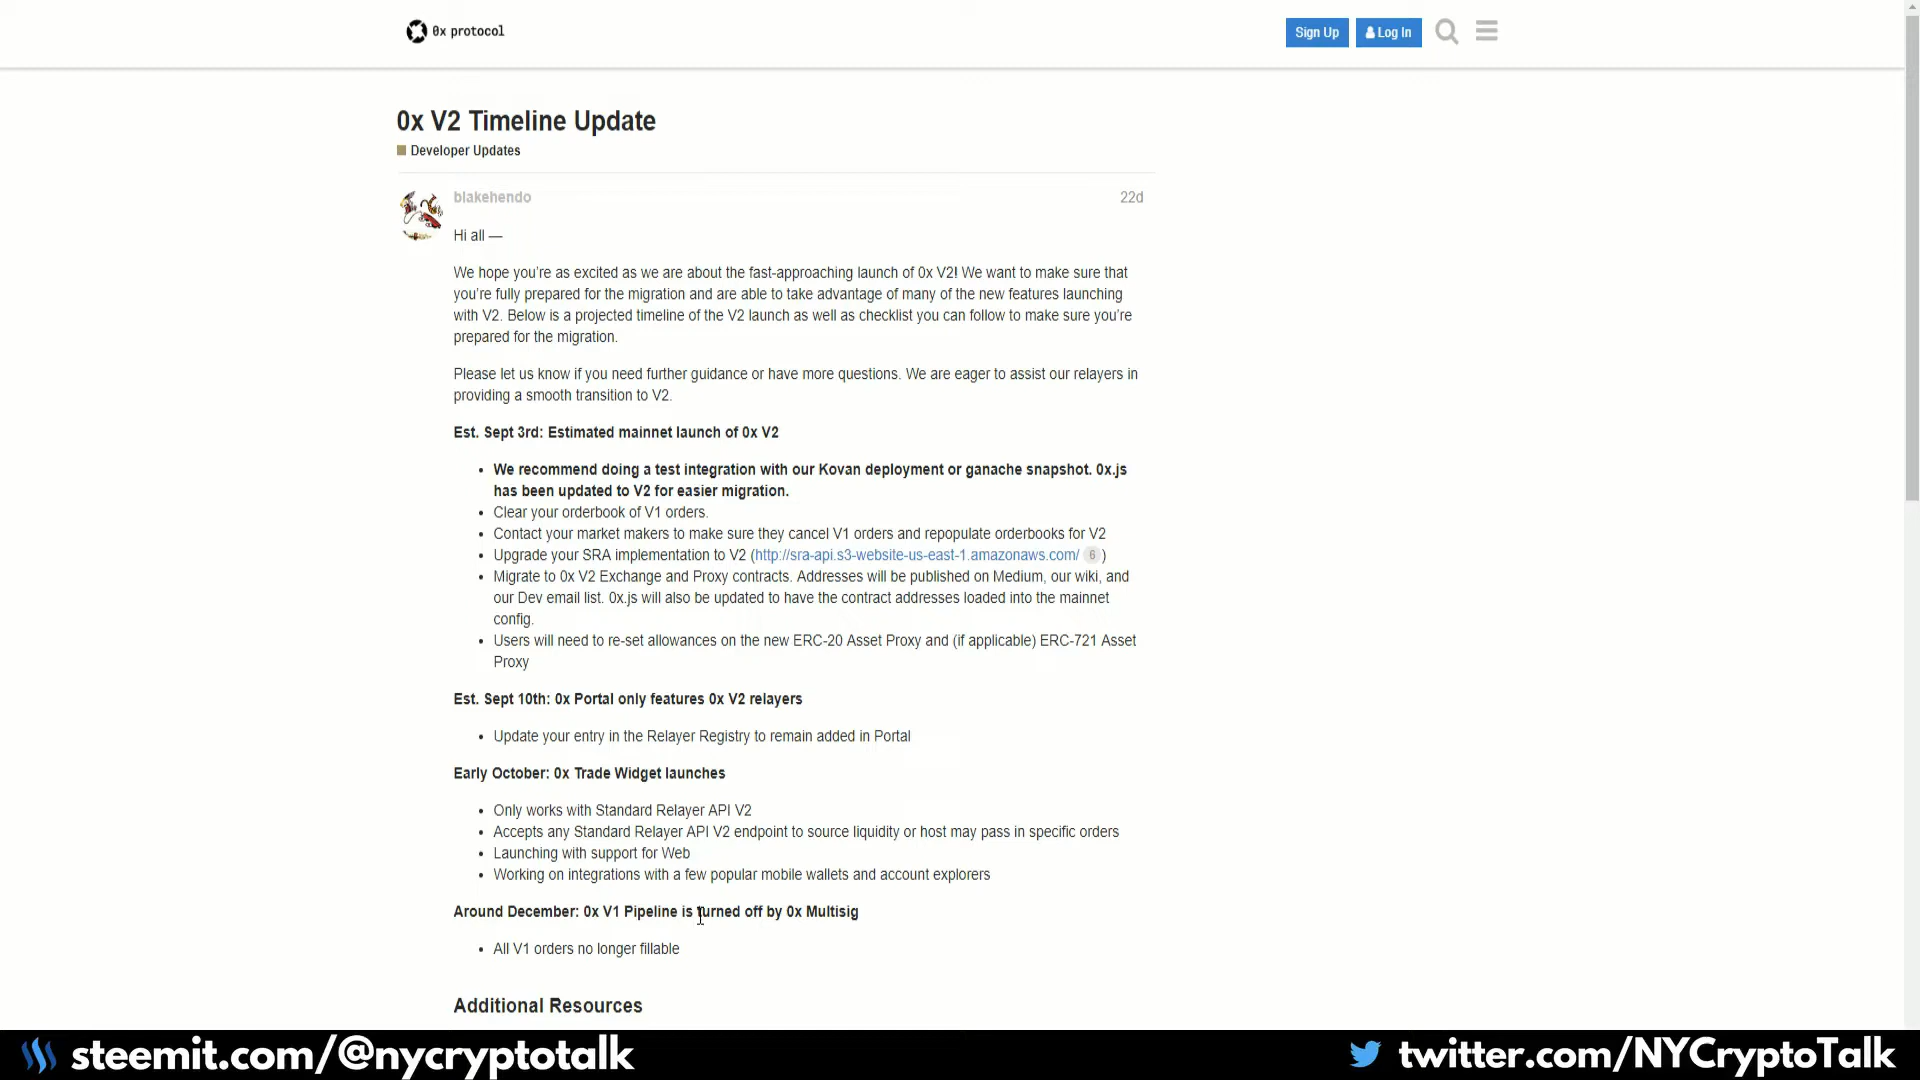 0x protocol
Sign Up
Log In
0x V2 Timeline Update
Developer Updates
blakehendo
22d
Hi all —
We hope you're as excited as we are about the fast-approaching launch of 0x V2! We want to make sure that
you're fully prepared for the migration and are able to take advantage of many of the new features launching
with V2. Below is a projected timeline of the V2 launch as well as checklist you can follow to make sure you're
prepared for the migration.
Please let us know if you need further guidance or have more questions. We are eager to assist our relayers in
providing a smooth transition to V2.
Est. Sept 3rd: Estimated mainnet launch of 0x V2
• We recommend doing a test integration with our Kovan deployment or ganache snapshot. 0x.js
has been updated to V2 for easier migration.
• Clear your orderbook of V1 orders.
• Contact your market makers to make sure they cancel V1 orders and repopulate orderbooks for V2
• Upgrade your SRA implementation to V2 (http://sra-api.s3-website-us-east-1.amazonaws.com/ 6 )
• Migrate to 0x V2 Exchange and Proxy contracts. Addresses will be published on Medium, our wiki, and
our Dev email list. 0x.js will also be updated to have the contract addresses loaded into the mainnet
config.
• Users will need to re-set allowances on the new ERC-20 Asset Proxy and (if applicable) ERC-721 Asset
Proxy
Est. Sept 10th: 0x Portal only features 0x V2 relayers
• Update your entry in the Relayer Registry to remain added in Portal
Early October: 0x Trade Widget launches
• Only works with Standard Relayer API V2
• Accepts any Standard Relayer API V2 endpoint to source liquidity or host may pass in specific orders
• Launching with support for Web
• Working on integrations with a few popular mobile wallets and account explorers
Around December: 0x V1 Pipeline is turned off by 0x Multisig
• All V1 orders no longer fillable
Additional Resources
steemit.com/@nycryptotalk
twitter.com/NYCryptoTalk